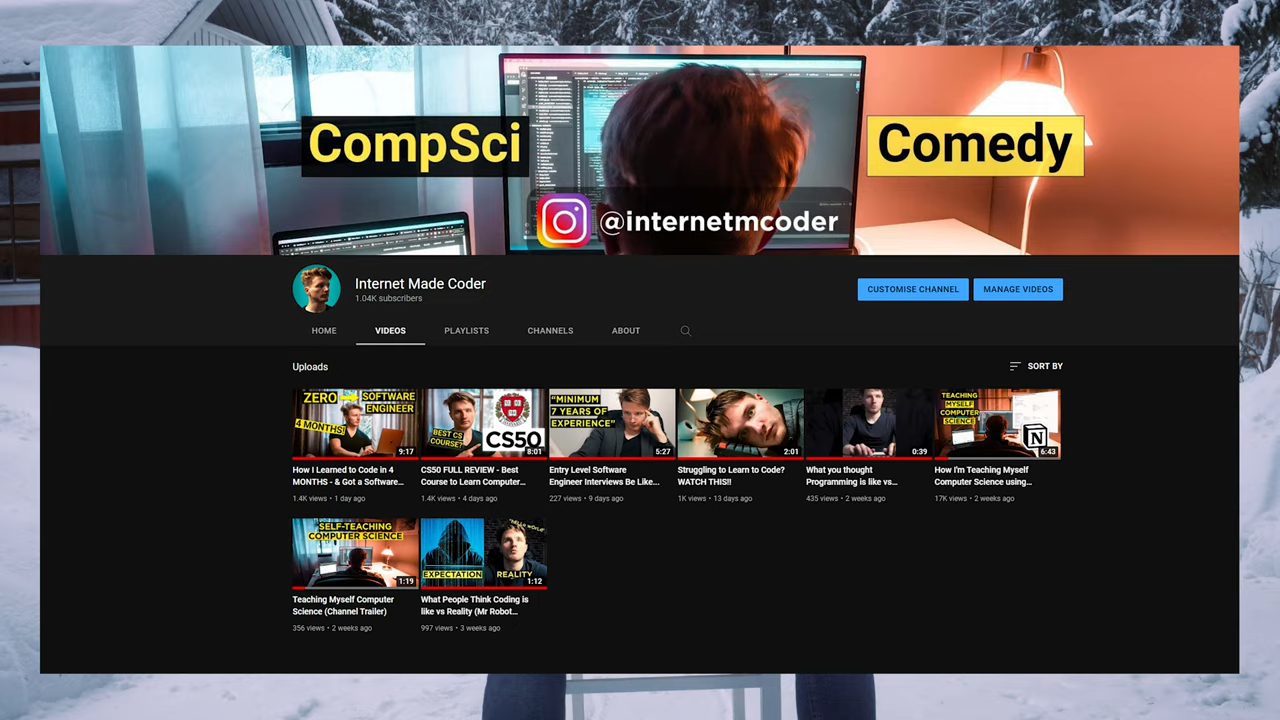 CompSci
Comedy
@internetmcoder
Internet Made Coder
1.04K subscribers
CUSTOMISE CHANNEL
MANAGE VIDEOS
HOME
VIDEOS
PLAYLISTS
CHANNELS
ABOUT
Uploads
SORT BY
ZERO
SOFTWARE
ENGINEER
4 MONTHS!
9:17
BEST CS
COURSE?
CS50
8:01
"MINIMUM
7 YEARS OF
EXPERIENCE"
5:27
2:01
0:39
TEACHING
MYSELF
COMPUTER
SCIENCE
N
6:43
How I Learned to Code in 4
MONTHS - & Got a Software...
1.4K views • 1 day ago
CS50 FULL REVIEW - Best
Course to Learn Computer...
1.4K views • 4 days ago
Entry Level Software
Engineer Interviews Be Like...
227 views • 9 days ago
Struggling to Learn to Code?
WATCH THIS!!
1K views • 13 days ago
What you thought
Programming is like vs...
435 views • 2 weeks ago
How I'm Teaching Myself
Computer Science using...
17K views • 2 weeks ago
SELF-TEACHING
COMPUTER SCIENCE
1:19
"HELLO WORLD"
EXPECTATION
REALITY
1:12
Teaching Myself Computer
Science (Channel Trailer)
356 views • 2 weeks ago
What People Think Coding is
like vs Reality (Mr Robot...
997 views • 3 weeks ago